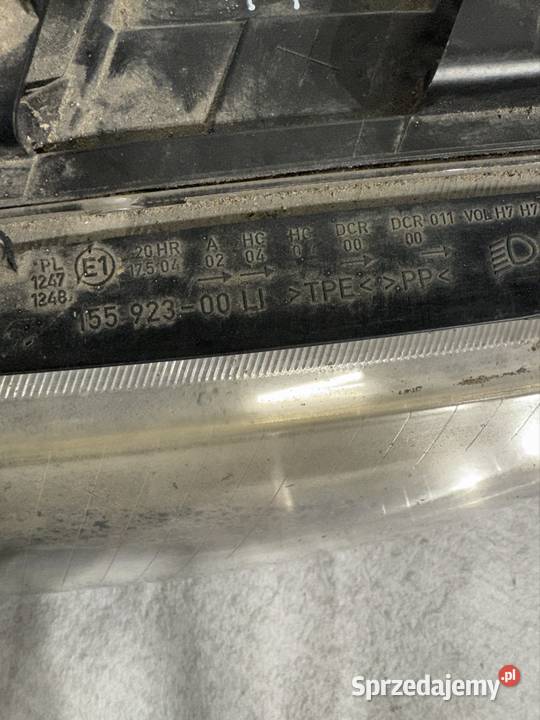 PL
1247
1248
E1
20 HR
17.5 04
A
02
HC
04
HC
DCR
00
DCR 011 VOL H7 H7
00
155 923-00 LI >TPE< >PP<
Sprzedajemy.pl